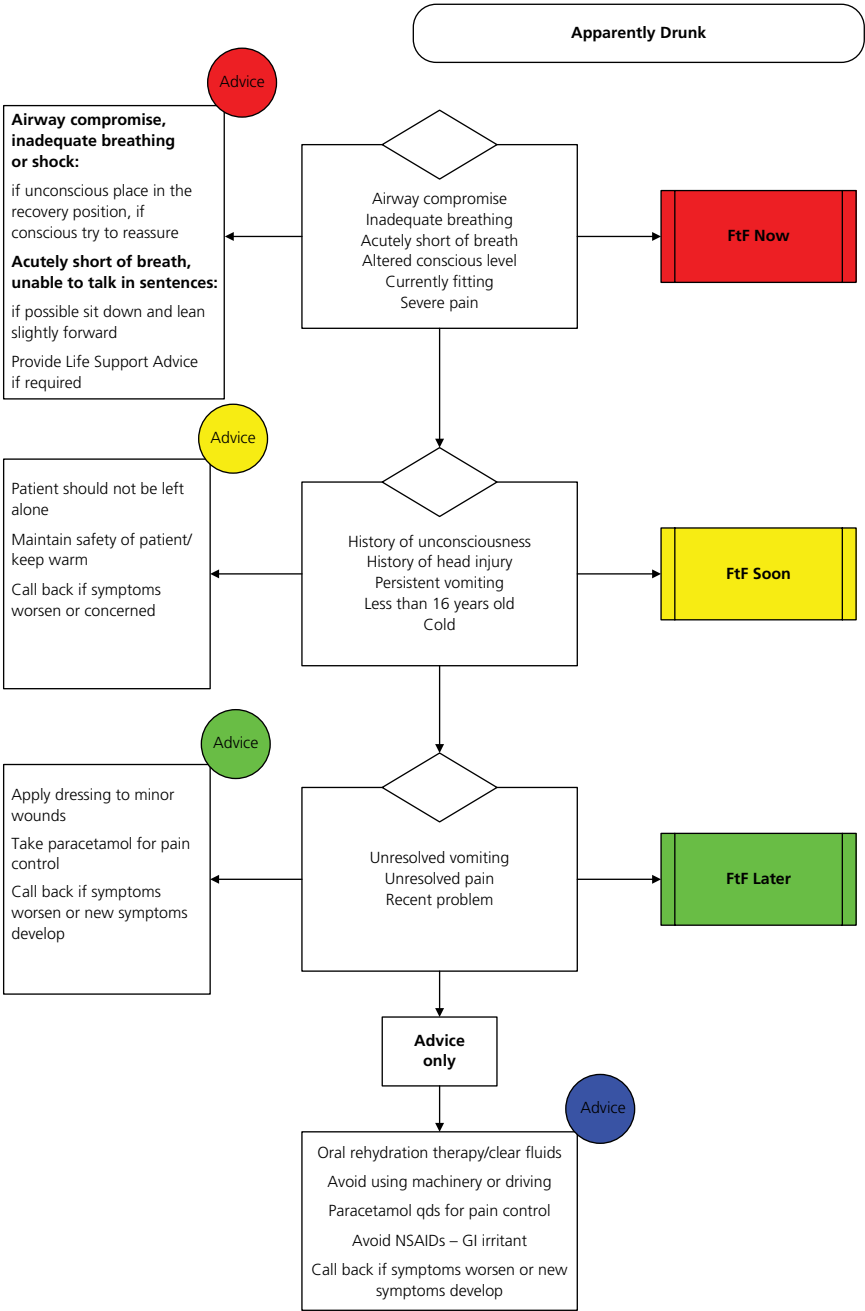 Apparently Drunk
Advice
Airway compromise,
inadequate breathing
or shock:
if unconscious place in the
recovery position, if
conscious try to reassure
Acutely short of breath,
unable to talk in sentences:
if possible sit down and lean
slightly forward
Provide Life Support Advice
if required
Airway compromise
Inadequate breathing
Acutely short of breath
Altered conscious level
Currently fitting
Severe pain
FtF Now
Advice
Patient should not be left
alone
Maintain safety of patient/
keep warm
Call back if symptoms
worsen or concerned
History of unconsciousness
History of head injury
Persistent vomiting
Less than 16 years old
Cold
FtF Soon
Advice
Apply dressing to minor
wounds
Take paracetamol for pain
control
Call back if symptoms
worsen or new symptoms
develop
Unresolved vomiting
Unresolved pain
Recent problem
FtF Later
Advice
only
Advice
Oral rehydration therapy/clear fluids
Avoid using machinery or driving
Paracetamol qds for pain control
Avoid NSAIDs – GI irritant
Call back if symptoms worsen or new
symptoms develop